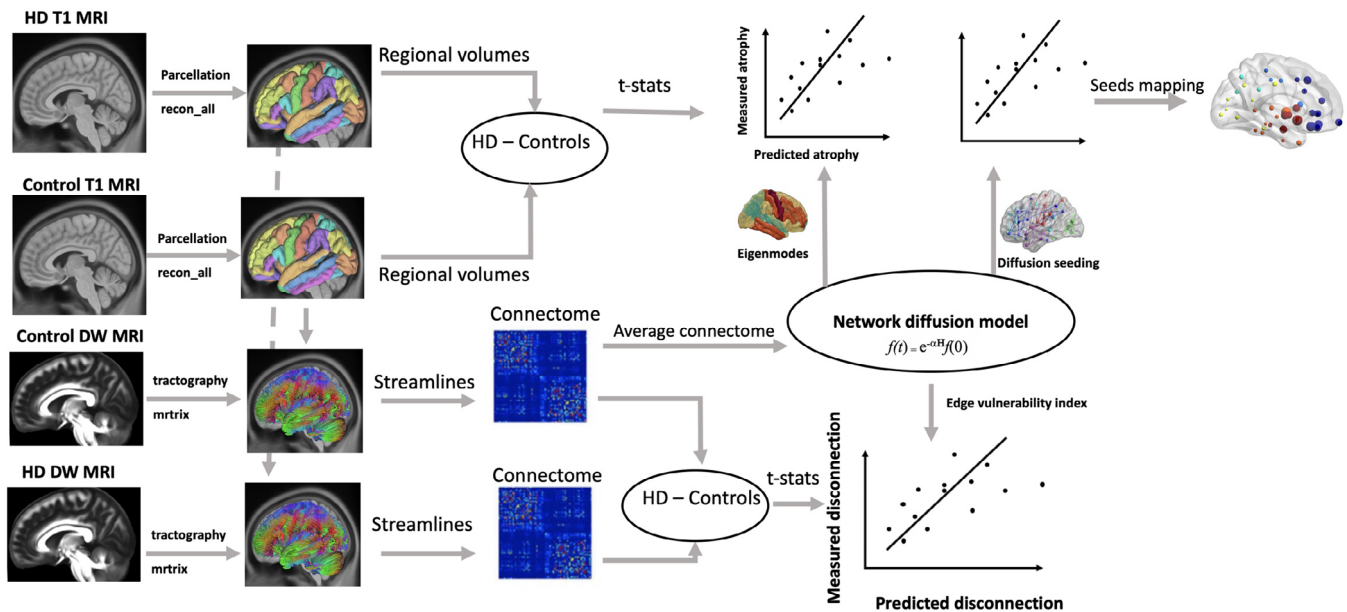 HD T1 MRI
Parcellation
recon_all
Regional volumes
HD – Controls
t-stats
Measured atrophy
Predicted atrophy
Seeds mapping
Control T1 MRI
Parcellation
recon_all
Regional volumes
Eigenmodes
Diffusion seeding
Control DW MRI
tractography
mrtrix
Streamlines
Connectome
Average connectome
Network diffusion model
f(t) = e-αHf(0)
Edge vulnerability index
HD DW MRI
tractography
mrtrix
Streamlines
Connectome
HD – Controls
t-stats
Measured disconnection
Predicted disconnection